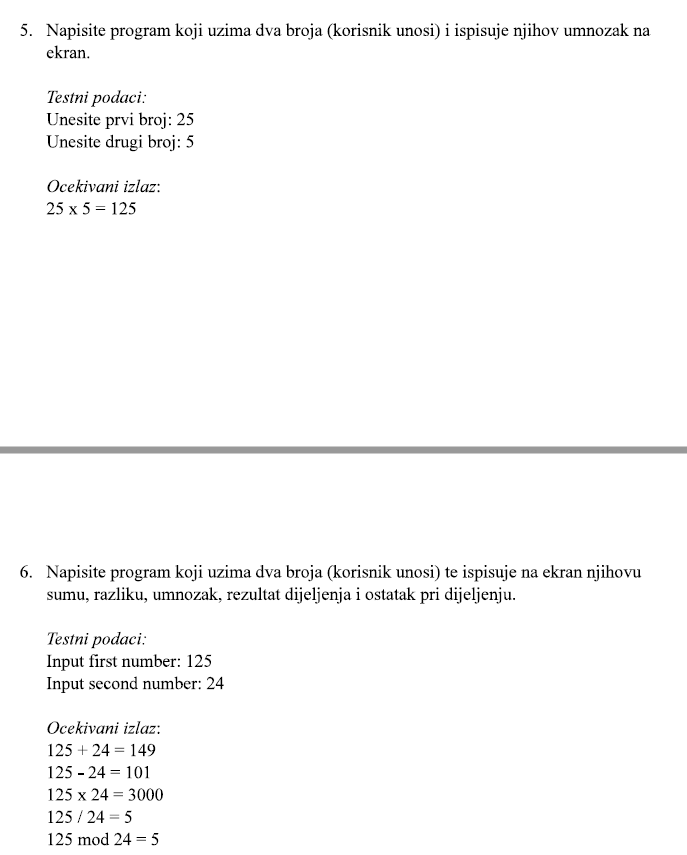 5. Napisite program koji uzima dva broja (korisnik unosi) i ispisuje njihov umnozak na
ekran.
Testni podaci:
Unesite prvi broj: 25
Unesite drugi broj: 5
Ocekivani izlaz:
25 x 5 = 125
6. Napisite program koji uzima dva broja (korisnik unosi) te ispisuje na ekran njihovu
sumu, razliku, umnozak, rezultat dijeljenja i ostatak pri dijeljenju.
Testni podaci:
Input first number: 125
Input second number: 24
Ocekivani izlaz:
125 + 24 = 149
125 - 24 = 101
125 x 24 = 3000
125 / 24 = 5
125 mod 24 = 5